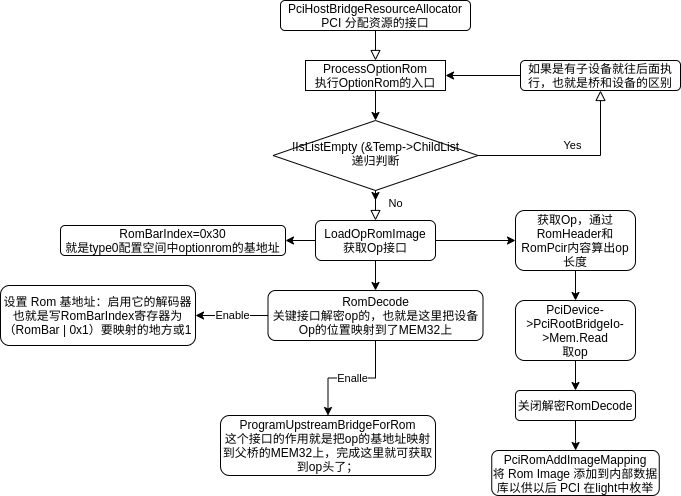 PciHostBridgeResourceAllocator
PCI 分配资源的接口
ProcessOptionRom
执行OptionRom的入口
如果是有子设备就往后面执
行，也就是桥和设备的区别
!IsListEmpty (&Temp->ChildList
递归判断
Yes
No
RomBarIndex=0x30
就是type0配置空间中optionrom的基地址
LoadOpRomImage
获取Op接口
获取Op，通过
RomHeader和
RomPcir内容算出op
长度
设置 Rom 基地址：启用它的解码器
也就是写RomBarIndex寄存器为
（RomBar | 0x1）要映射的地方或1
Enable
RomDecode
关键接口解密op的，也就是这里把设备
Op的位置映射到了MEM32上
PciDevice-
>PciRootBridgeIo-
>Mem.Read
取op
Enalle
关闭解密RomDecode
ProgramUpstreamBridgeForRom
这个接口的作用就是把op的基地址映射
到父桥的MEM32上，完成这里就可获取
到op头了；
PciRomAddImageMapping
将 Rom Image 添加到内部数据
库以供以后 PCI 在light中枚举